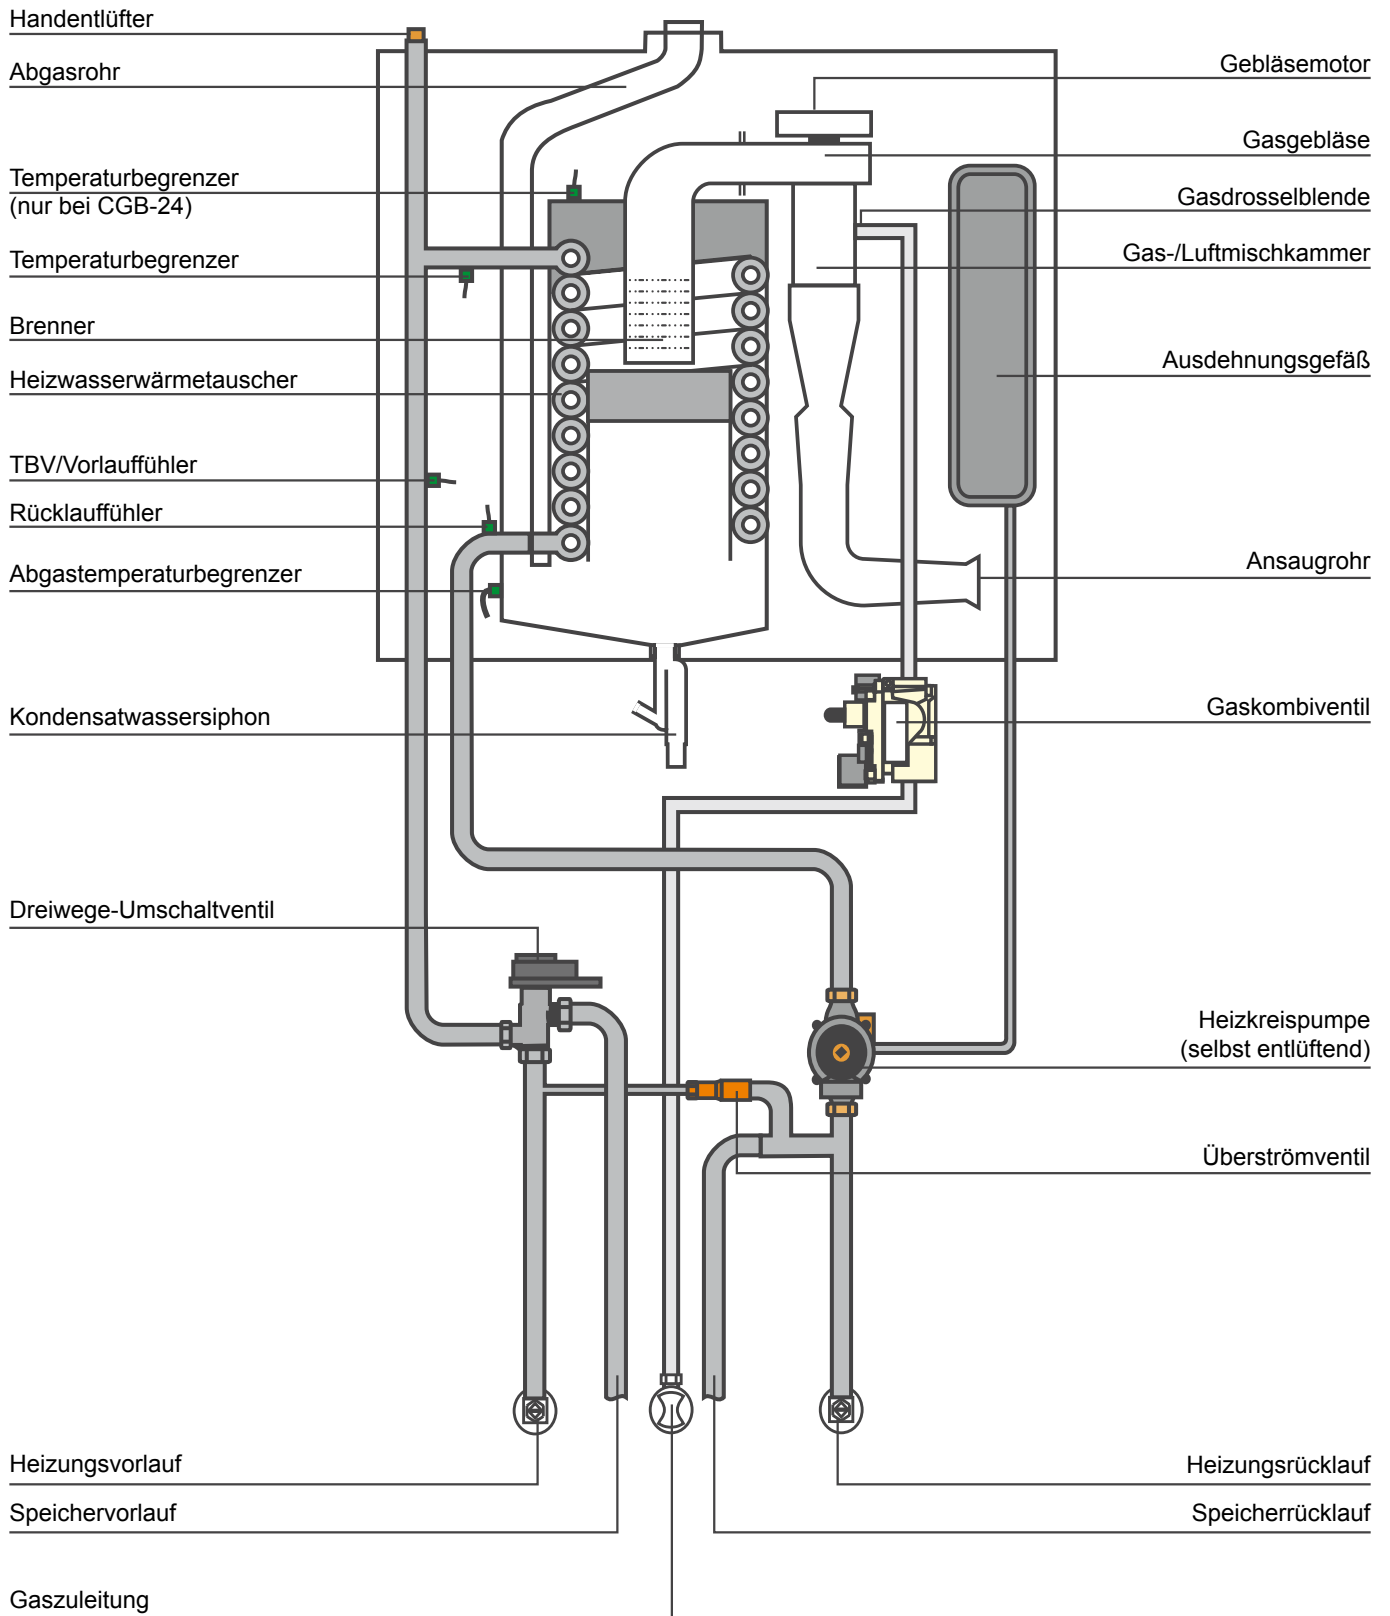 Handentlüfter
Abgasrohr
Temperaturbegrenzer
(nur bei CGB-24)
Temperaturbegrenzer
Brenner
Heizwasserwärmetauscher
TBV/Vorlauffühler
Rücklauffühler
Abgastemperaturbegrenzer
Kondensatwassersiphon
Dreiwege-Umschaltventil
Heizungsvorlauf
Speichervorlauf
Gaszuleitung
Gebläsemotor
Gasgebläse
Gasdrosselblende
Gas-/Luftmischkammer
Ausdehnungsgefäß
Ansaugrohr
Gaskombiventil
Heizkreispumpe
(selbst entlüftend)
Überströmventil
Heizungsrücklauf
Speicherrücklauf